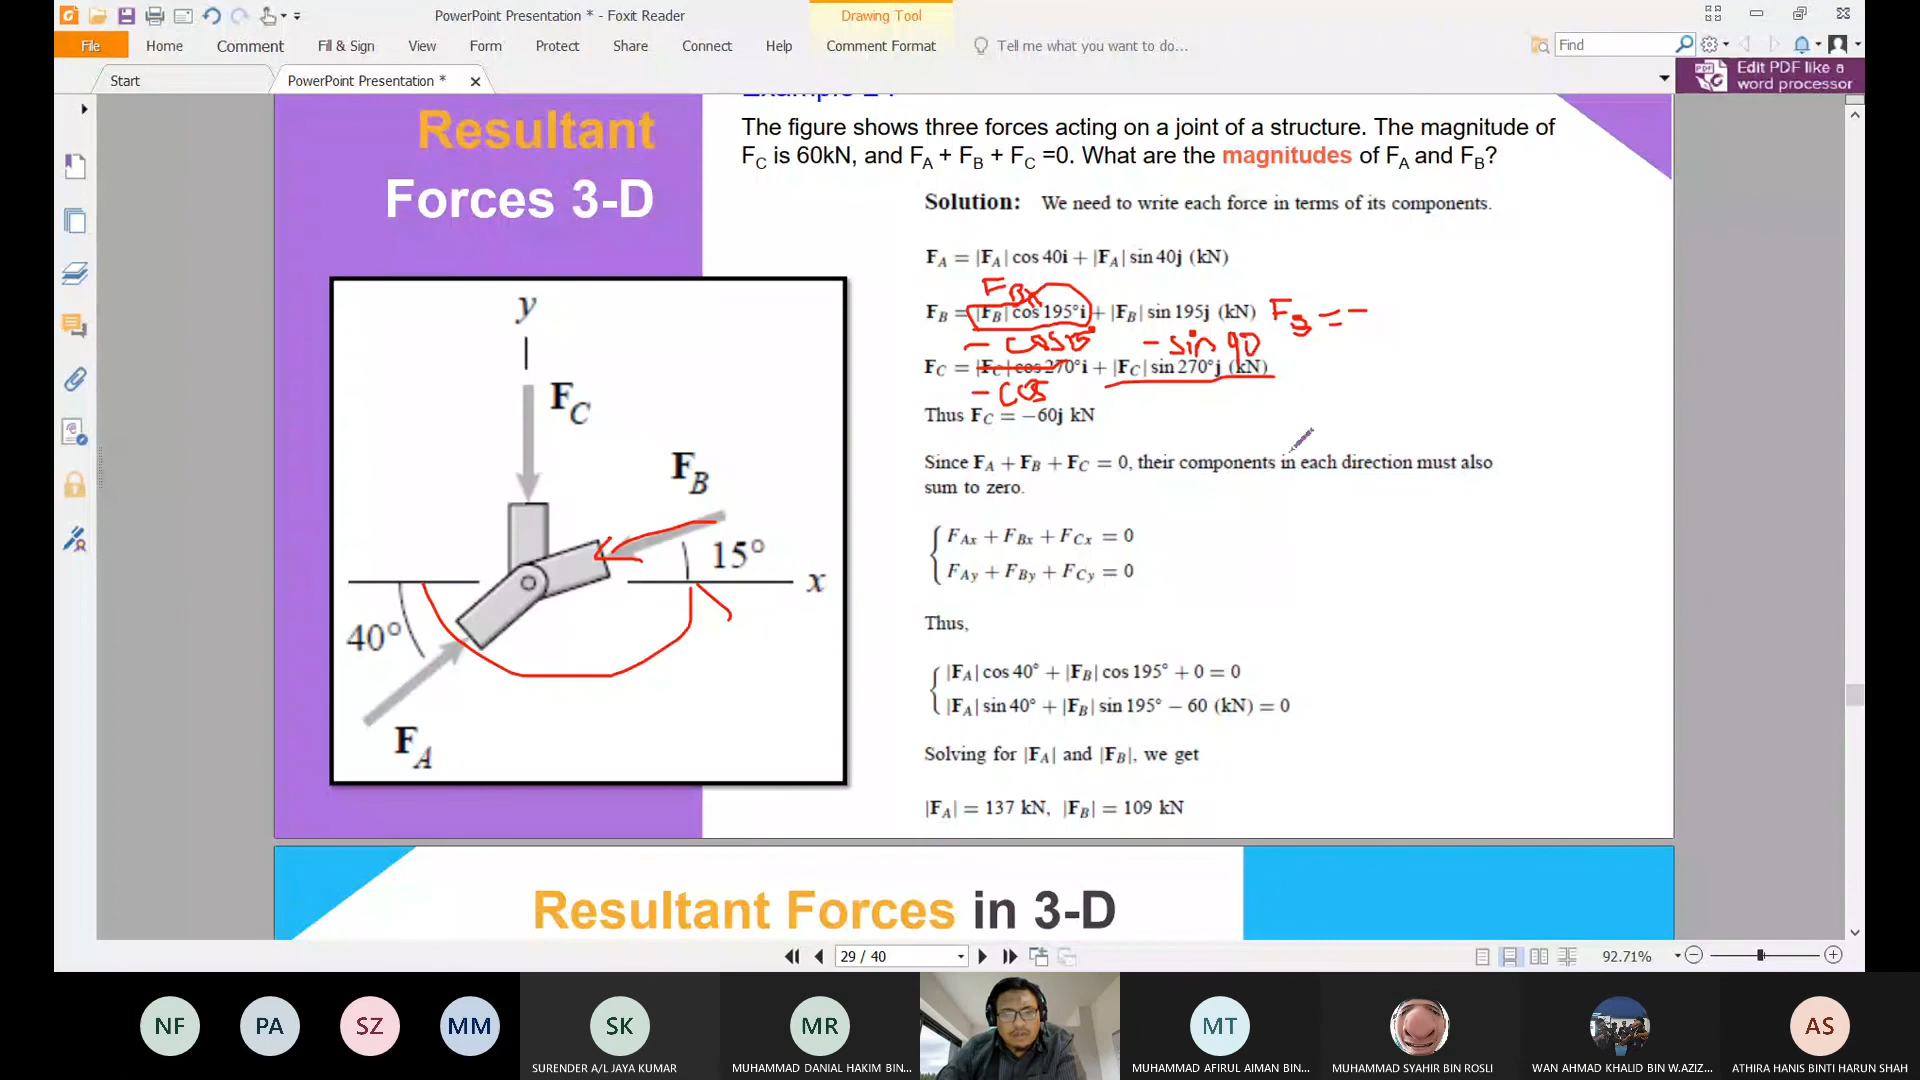 PowerPoint Presentation * - Foxit Reader
Drawing Tool
File Home Comment Fill & Sign View Form Protect Share Connect Help Comment Format Tell me what you want to do... Find
Start PowerPoint Presentation *
Edit PDF like a
word processor
Resultant
Forces 3-D
The figure shows three forces acting on a joint of a structure. The magnitude of
FC is 60kN, and FA + FB + FC =0. What are the magnitudes of FA and FB?
Solution: We need to write each force in terms of its components.
FA = |FA| cos 40i + |FA| sin 40j (kN)
FBx
FB = |FB| cos 195°i + |FB| sin 195j (kN)
- sin 90
FC = |FC| cos 270°i + |FC| sin 270°j (kN)
- cos
Thus FC = −60j kN
Since FA + FB + FC = 0, their components in each direction must also
sum to zero.
FAx + FBx + FCx = 0
FAy + FBy + FCy = 0
Thus,
|FA| cos 40° + |FB| cos 195° + 0 = 0
|FA| sin 40° + |FB| sin 195° − 60 (kN) = 0
Solving for |FA| and |FB|, we get
|FA| = 137 kN, |FB| = 109 kN
y
FC
FB
15°
x
40°
FA
Resultant Forces in 3-D
29 / 40
92.71%
NF PA SZ MM SK MR MT AS
SURENDER A/L JAYA KUMAR
MUHAMMAD DANIAL HAKIM BIN...
MUHAMMAD AFIRUL AIMAN BIN...
MUHAMMAD SYAHIR BIN ROSLI
WAN AHMAD KHALID BIN W.AZIZ...
ATHIRA HANIS BINTI HARUN SHAH